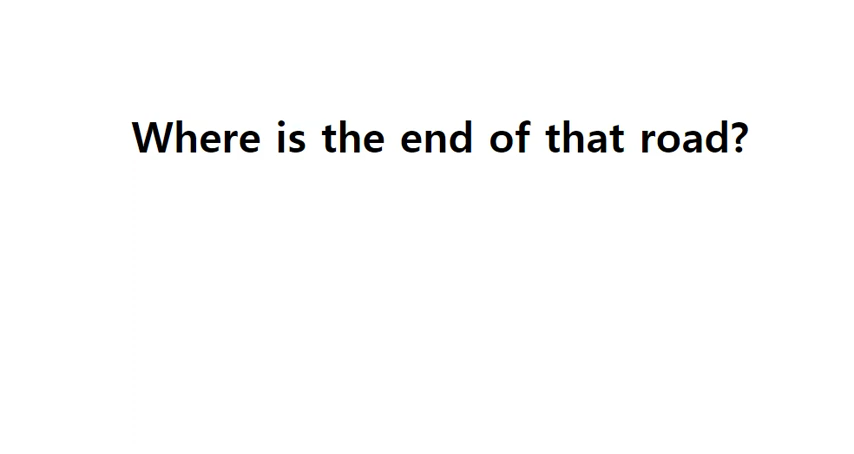 Where is the end of that road?